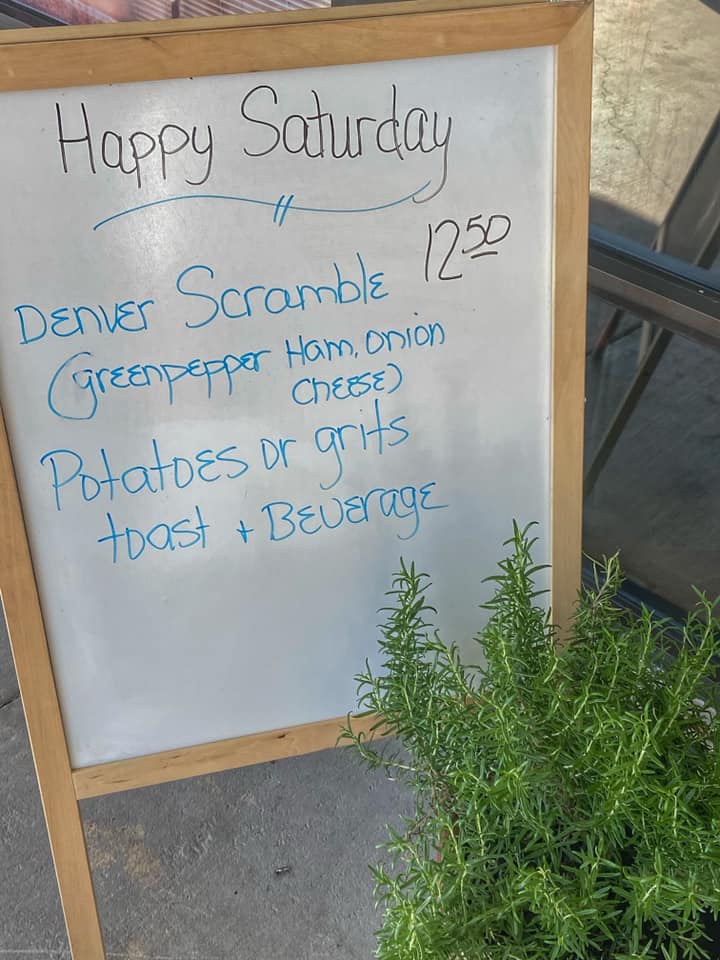 Happy Saturday
12 50
Denver Scramble
(Greenpepper Ham, Onion
Cheese)
Potatoes or grits
toast + Beverage